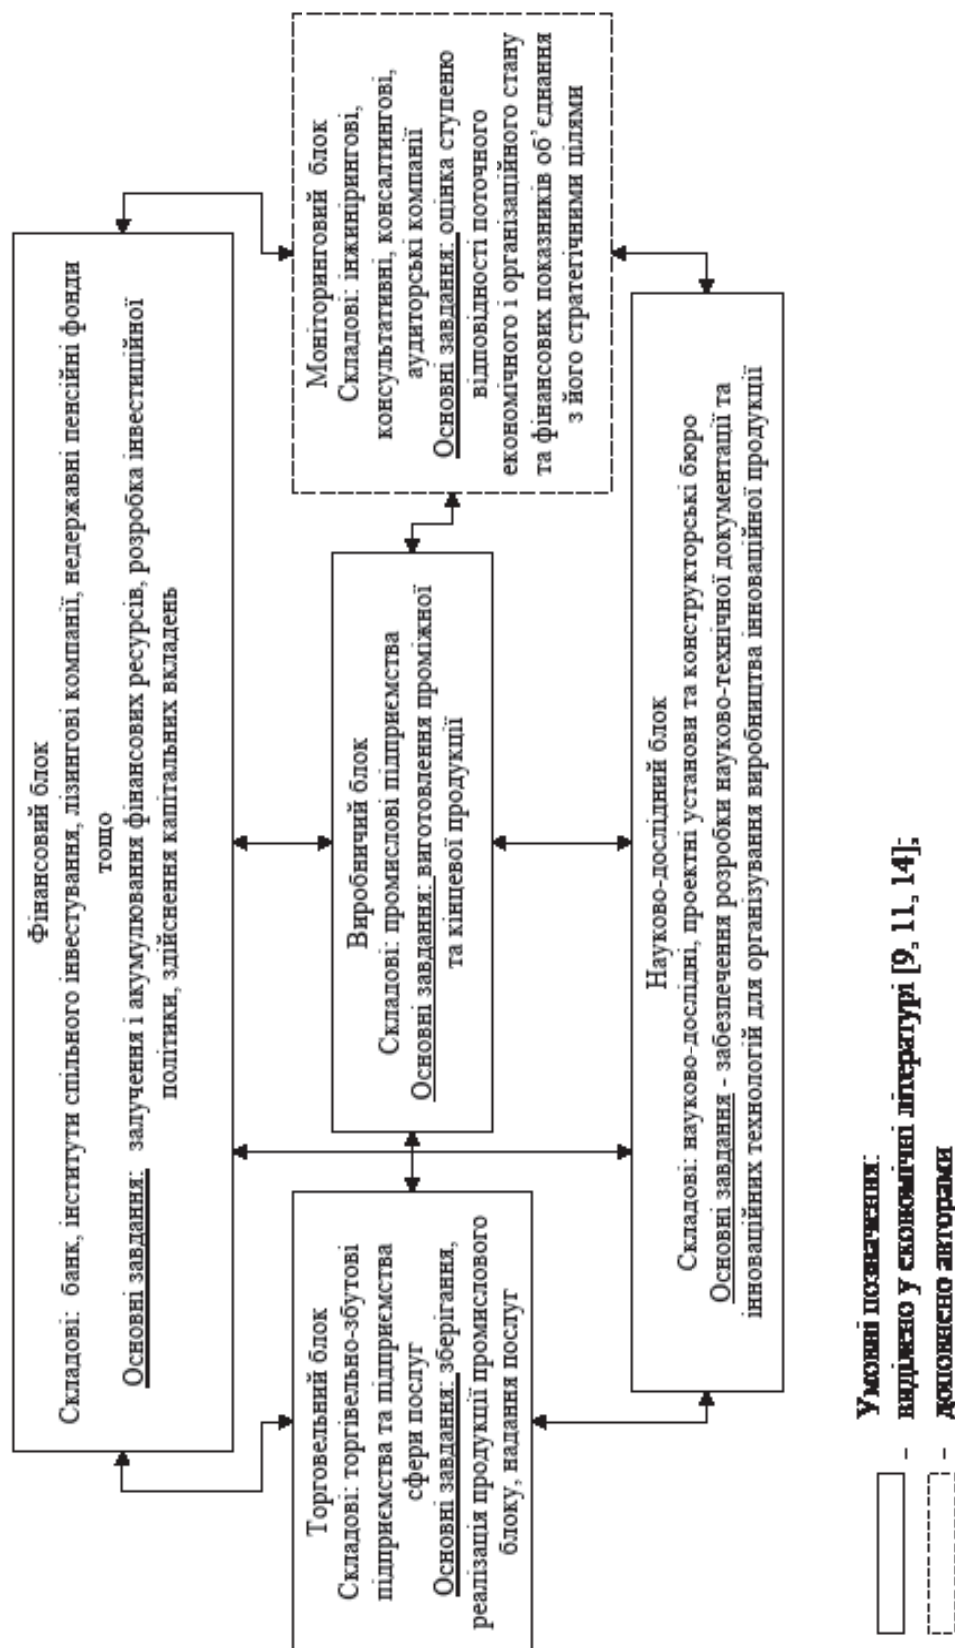 Фінансовий блок
Складові: банк, інститути спільного інвестування, лізингові компанії, недержавні пенсійні фонди
тощо
Основні завдання: залучення і акумулювання фінансових ресурсів, розробка інвестиційної
політики, здійснення капітальних вкладень
Торговельний блок
Складові: торгівельно-збутові
підприємства та підприємства
сфери послуг
Основні завдання: зберігання,
реалізація продукції промислового
блоку, надання послуг
Виробничий блок
Складові: промислові підприємства
Основні завдання: виготовлення проміжної
та кінцевої продукції
Моніторинговий блок
Складові: інжинірингові,
консультативні, консалтингові,
аудиторські компанії
Основні завдання: оцінка ступеню
відповідності поточного
економічного і організаційного стану
та фінансових показників об'єднання
з його стратегічними цілями
Науково-дослідний блок
Складові: науково-дослідні, проектні установи та конструкторські бюро
Основні завдання - забезпечення розробки науково-технічної документації та
інноваційних технологій для організування виробництва інноваційної продукції
Умовні позначення:
- виділено у економічні літературі [9, 11, 14];
- доповнено авторами